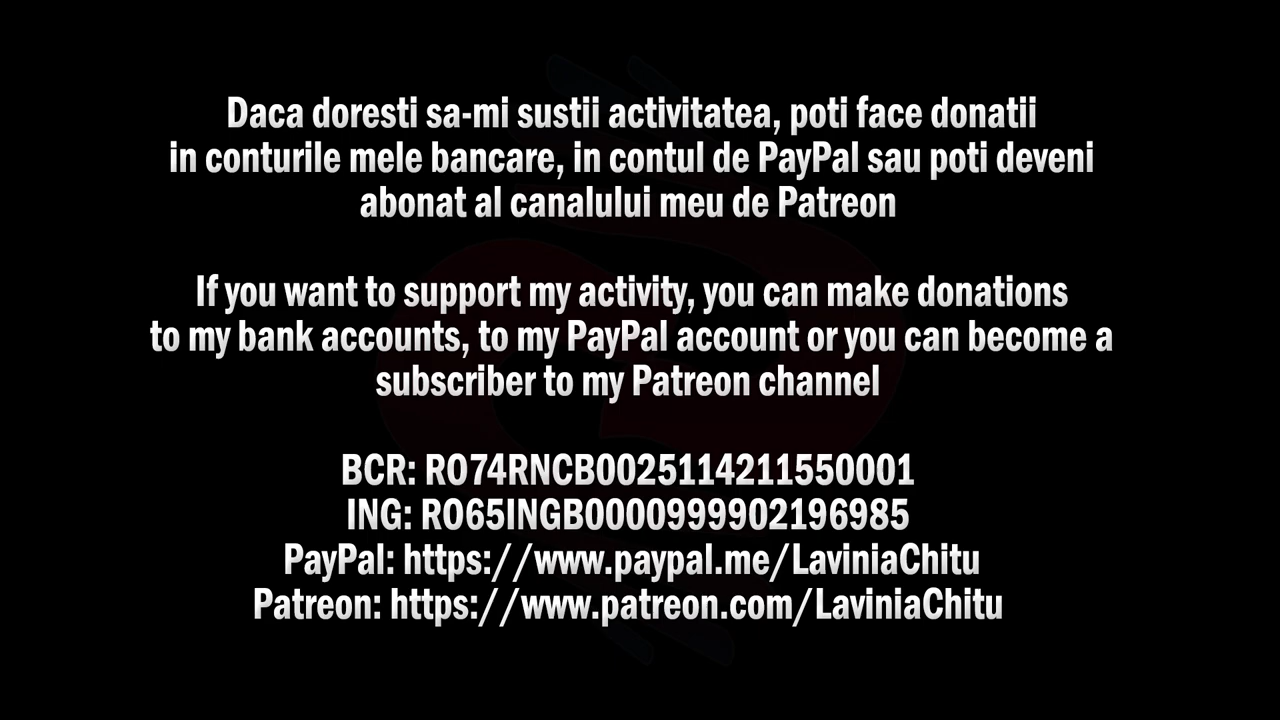 Daca doresti sa-mi sustii activitatea, poti face donatii
in conturile mele bancare, in contul de PayPal sau poti deveni
abonat al canalului meu de Patreon
If you want to support my activity, you can make donations
to my bank accounts, to my PayPal account or you can become a
subscriber to my Patreon channel
BCR: RO74RNCB0025114211550001
ING: RO65INGB0000999902196985
PayPal: https://www.paypal.me/LaviniaChitu
Patreon: https://www.patreon.com/LaviniaChitu